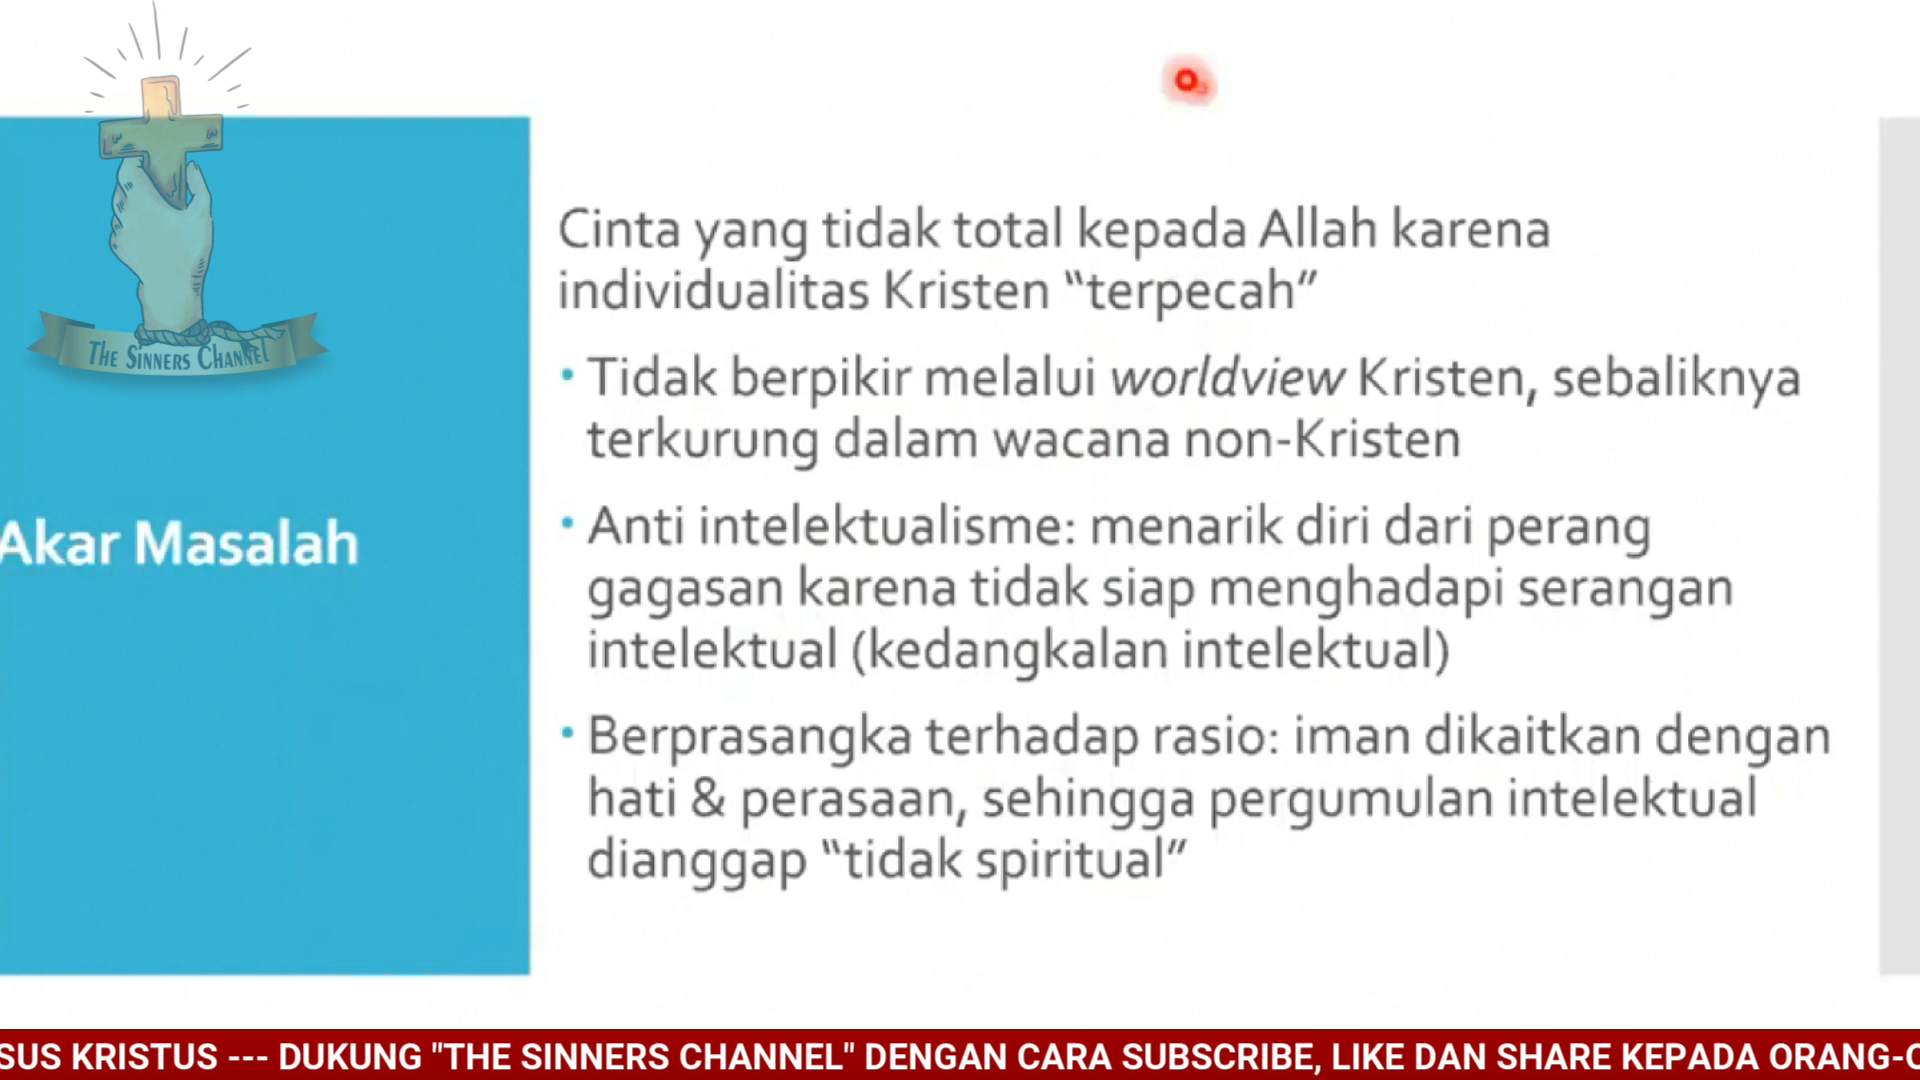 THE SINNERS CHANNEL
Akar Masalah
Cinta yang tidak total kepada Allah karena
individualitas Kristen “terpecah”
• Tidak berpikir melalui worldview Kristen, sebaliknya
terkurung dalam wacana non-Kristen
• Anti intelektualisme: menarik diri dari perang
gagasan karena tidak siap menghadapi serangan
intelektual (kedangkalan intelektual)
• Berprasangka terhadap rasio: iman dikaitkan dengan
hati & perasaan, sehingga pergumulan intelektual
dianggap “tidak spiritual”
SUS KRISTUS --- DUKUNG "THE SINNERS CHANNEL" DENGAN CARA SUBSCRIBE, LIKE DAN SHARE KEPADA ORANG-